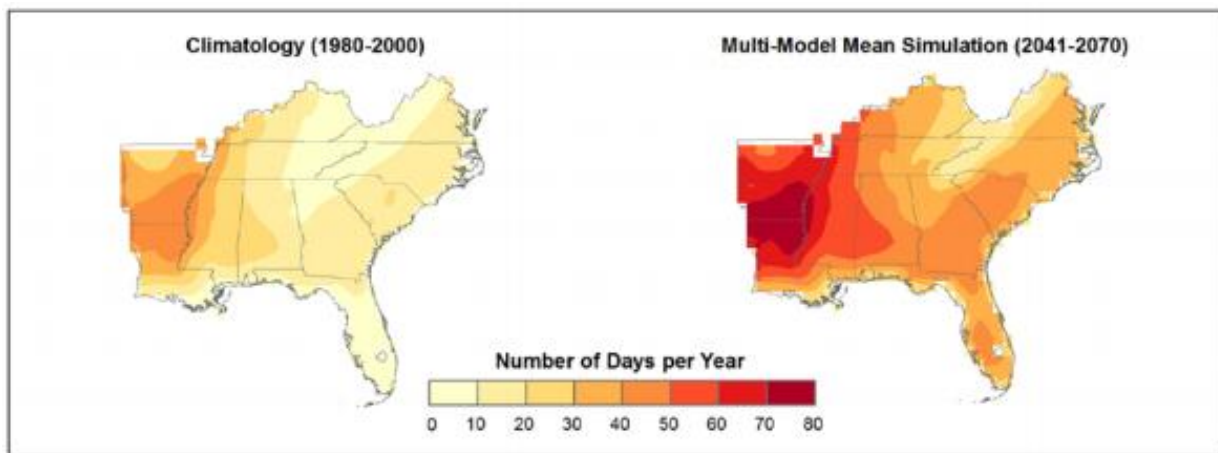 Climatology (1980-2000)
Multi-Model Mean Simulation (2041-2070)
Number of Days per Year
0 10 20 30 40 50 60 70 80